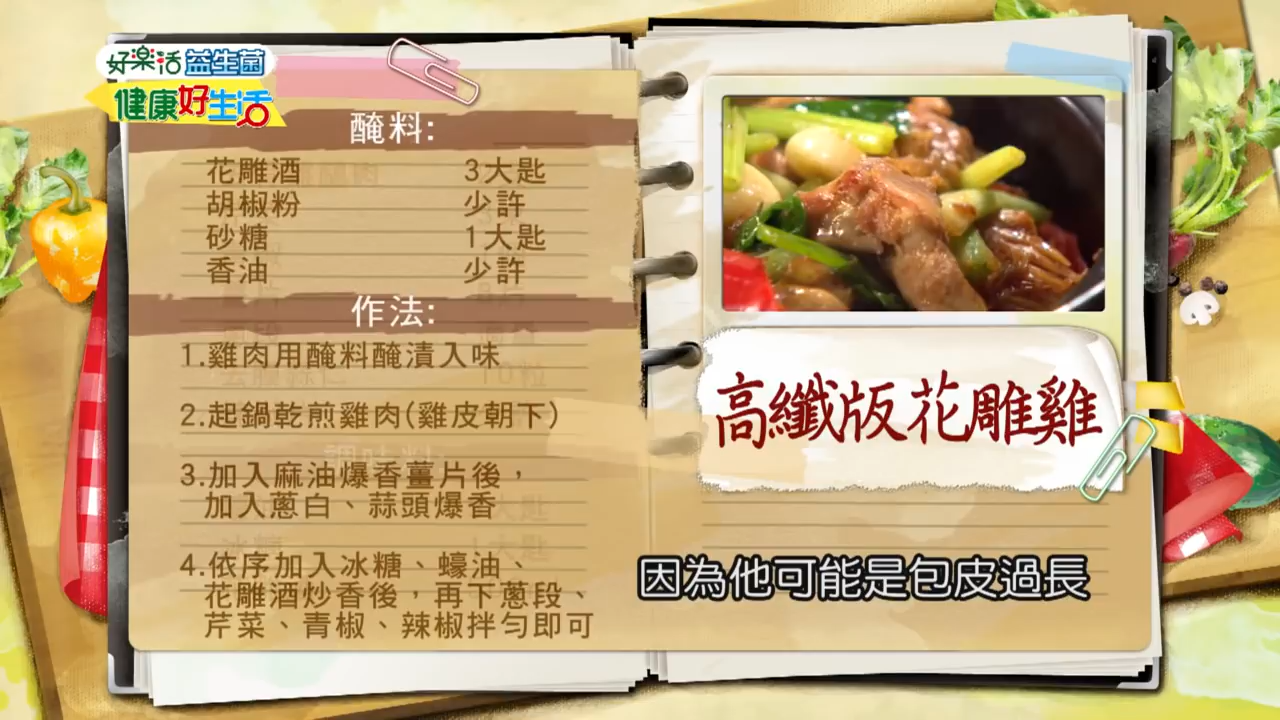 好樂活益生菌
健康好生活
醃料:
花雕酒 3大匙
胡椒粉 少許
砂糖 1大匙
香油 少許
作法:
1.雞肉用醃料醃漬入味
2.起鍋乾煎雞肉(雞皮朝下)
3.加入麻油爆香薑片後，
加入蔥白、蒜頭爆香
4.依序加入冰糖、蠔油、
花雕酒炒香後，再下蔥段、
芹菜、青椒、辣椒拌勻即可
高纖版花雕雞
因為他可能是包皮過長